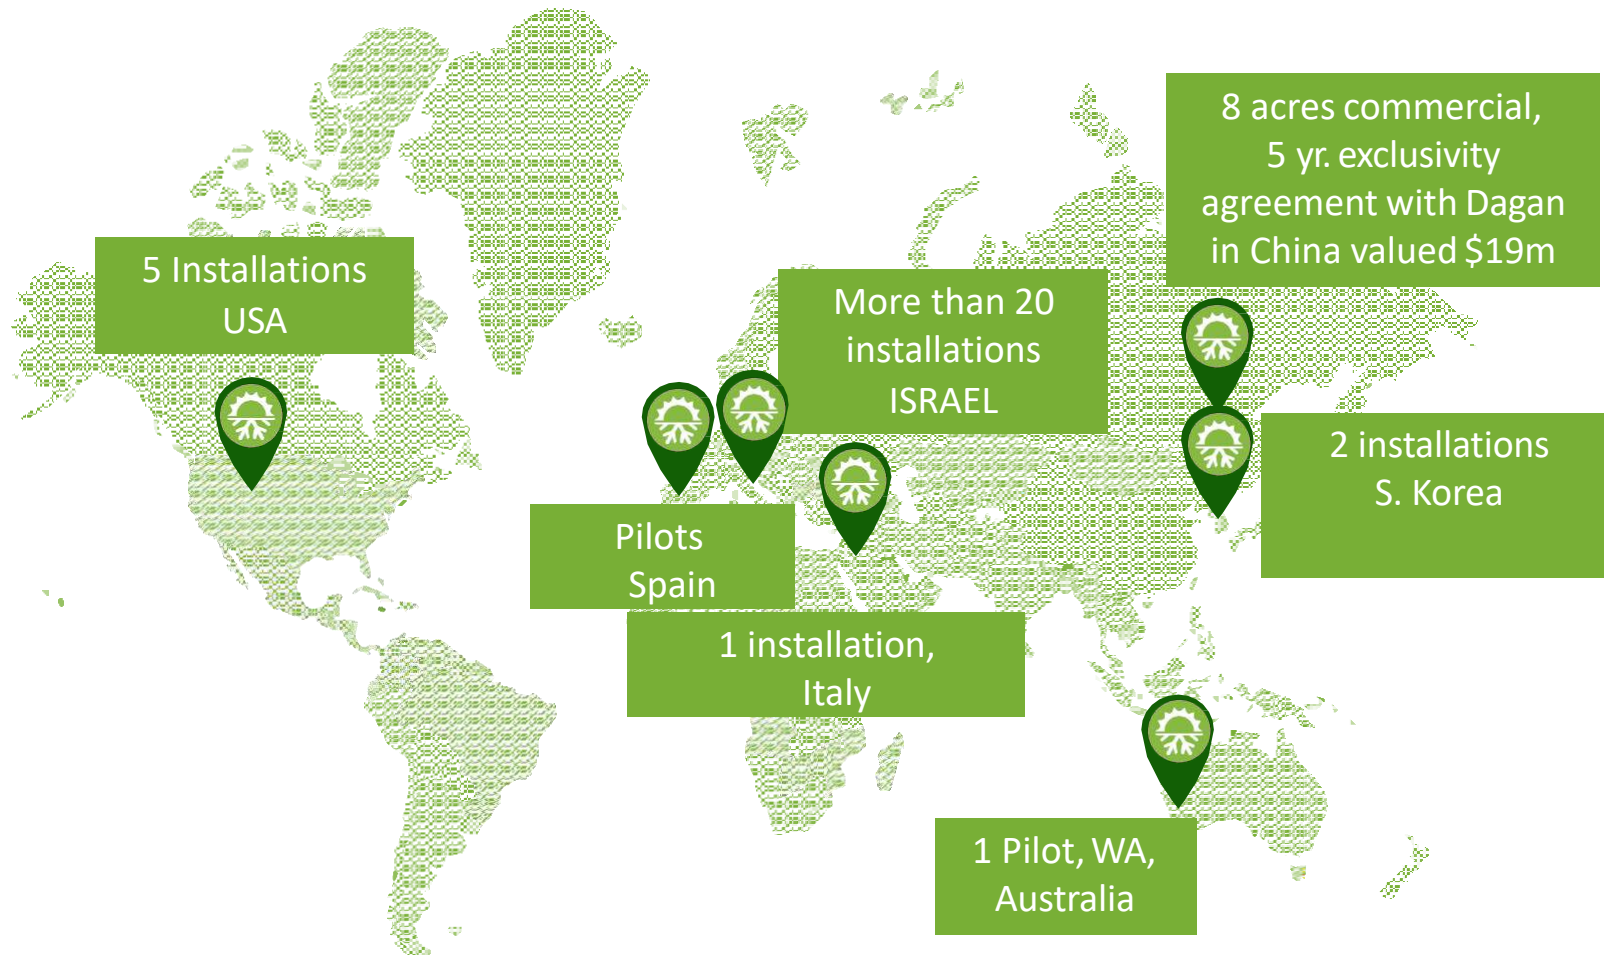 8 acres commercial,
5 yr. exclusivity
agreement with Dagan
in China valued $19m
5 Installations
USA
More than 20
installations
ISRAEL
2 installations
S. Korea
Pilots
Spain
1 installation,
Italy
1 Pilot, WA,
Australia